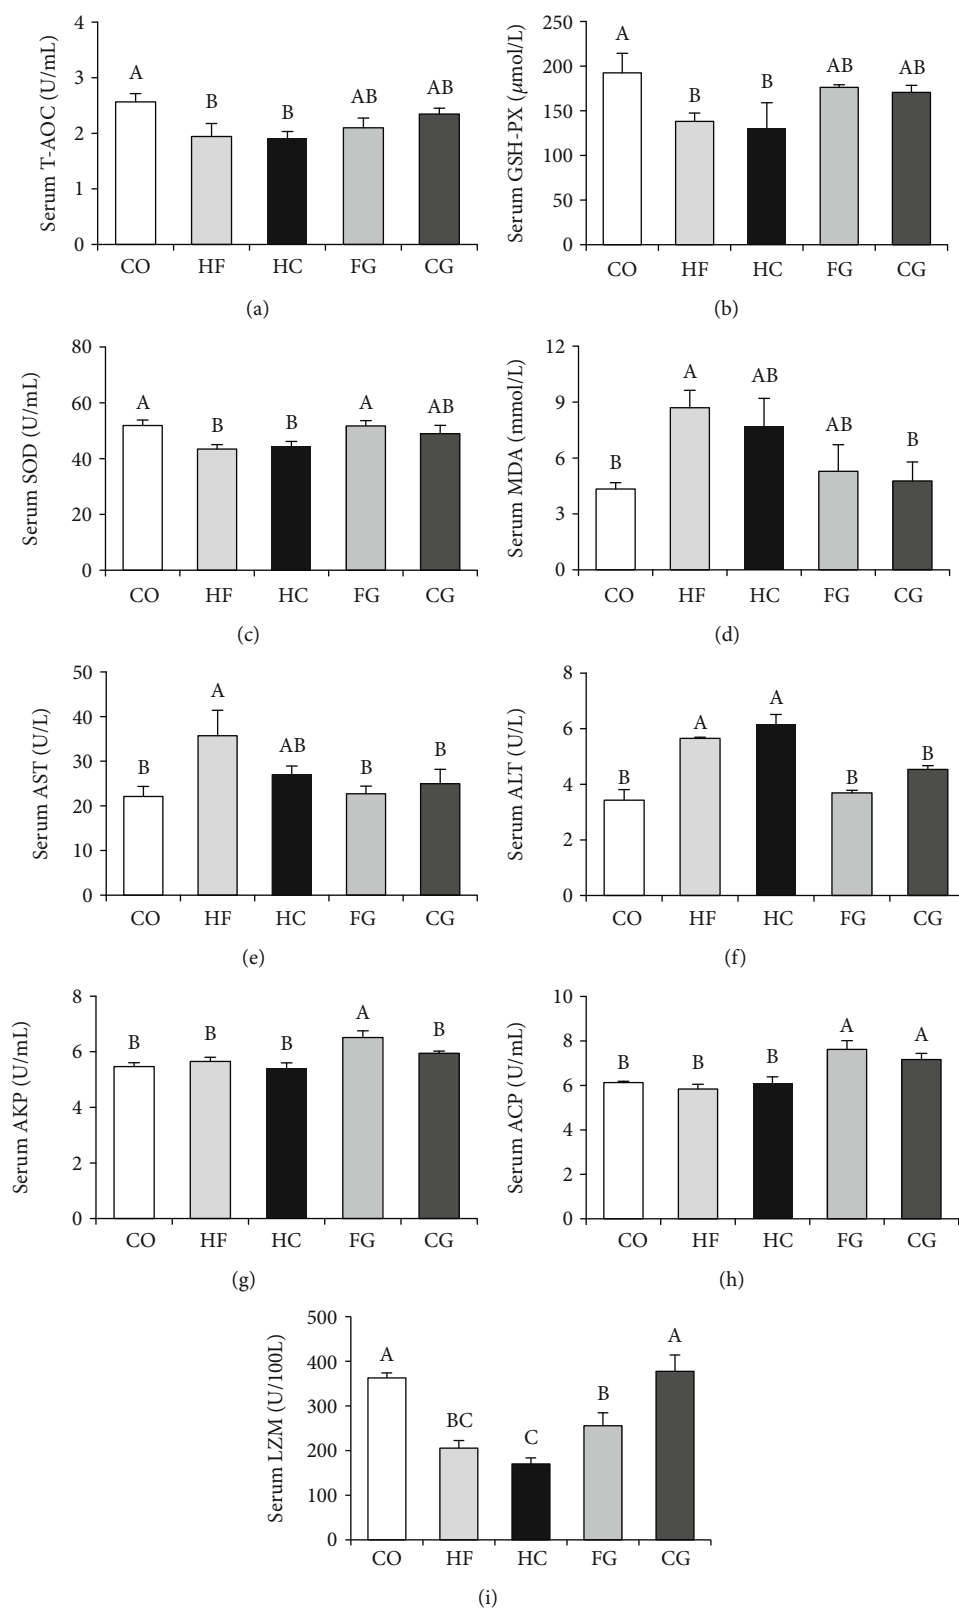 Serum T-AOC (U/mL)
4
3
2
1
0
A
B
B
AB
AB
CO HF HC FG CG
(a)
Serum GSH-PX (μmol/L)
250
200
150
100
50
0
A
B
B
AB
AB
CO HF HC FG CG
(b)
Serum SOD (U/mL)
80
60
40
20
0
A
B
B
A
AB
CO HF HC FG CG
(c)
Serum MDA (mmol/L)
12
9
6
3
0
B
A
AB
AB
B
CO HF HC FG CG
(d)
Serum AST (U/L)
50
40
30
20
10
0
B
A
AB
B
B
CO HF HC FG CG
(e)
Serum ALT (U/L)
8
6
4
2
0
B
A
A
B
B
CO HF HC FG CG
(f)
Serum AKP (U/mL)
8
6
4
2
0
B
B
B
A
B
CO HF HC FG CG
(g)
Serum ACP (U/mL)
10
8
6
4
2
0
B
B
B
A
A
CO HF HC FG CG
(h)
Serum LZM (U/100L)
500
400
300
200
100
0
A
BC
C
B
A
CO HF HC FG CG
(i)